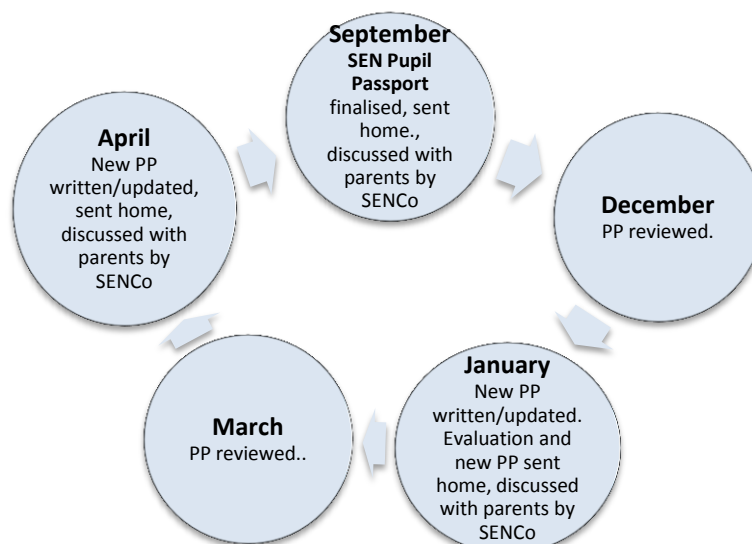 September
SEN Pupil
Passport
finalised, sent
home.,
discussed with
parents by
SENCo
December
PP reviewed.
January
New PP
written/updated.
Evaluation and
new PP sent
home, discussed
with parents by
SENCo
March
PP reviewed..
April
New PP
written/updated,
sent home,
discussed with
parents by
SENCo